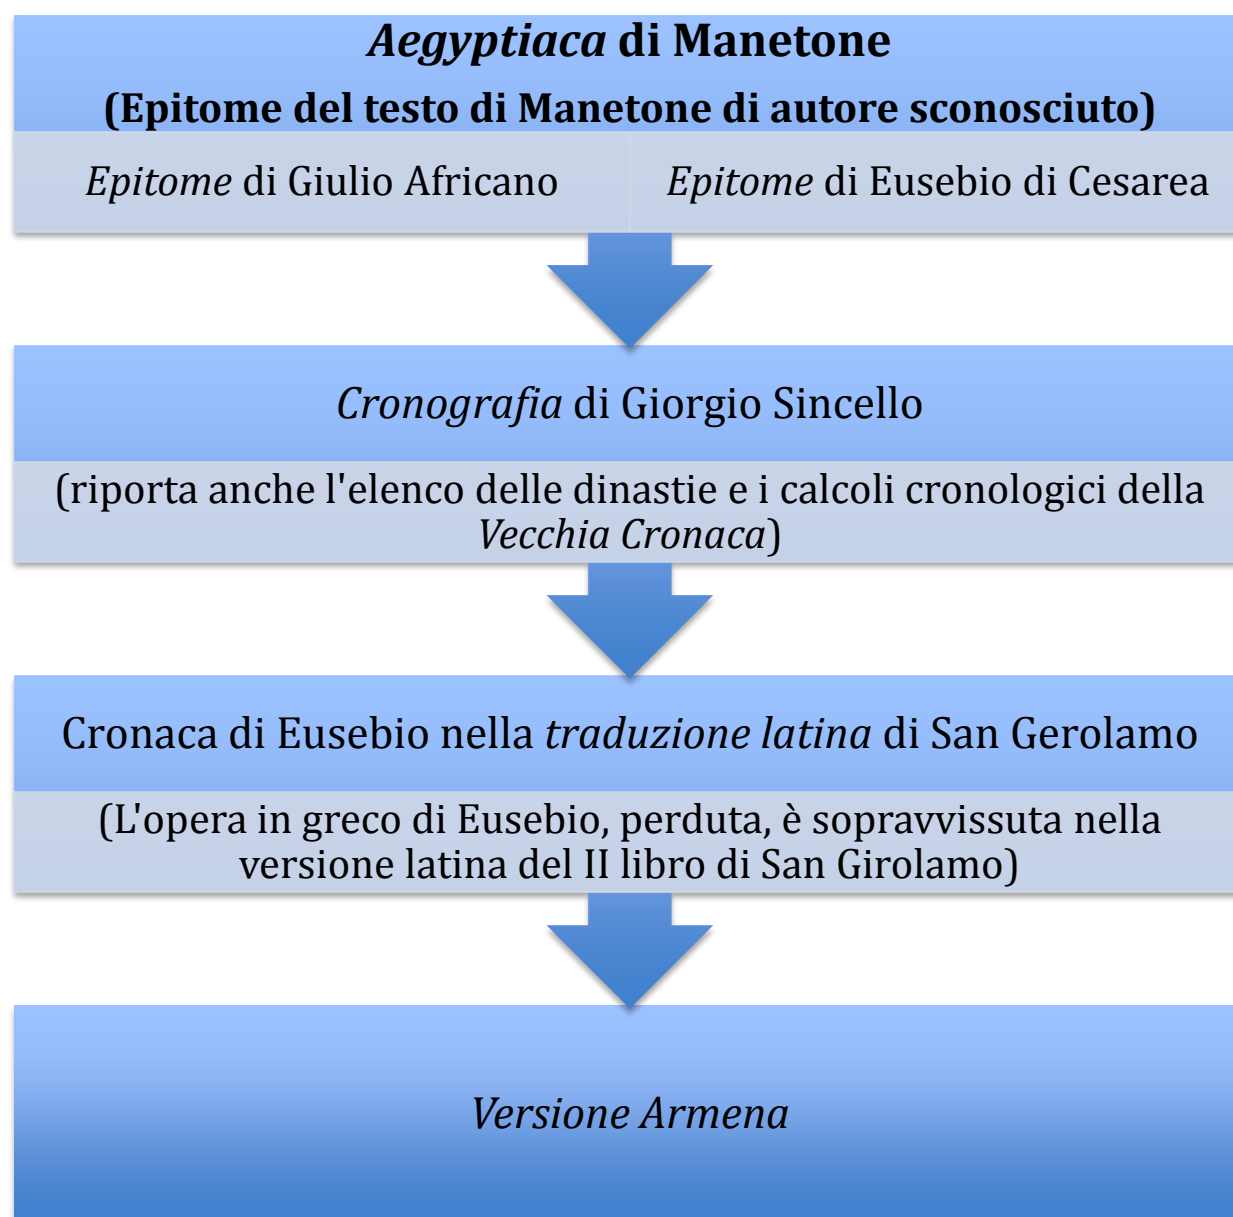 Aegyptiaca di Manetone
(Epitome del testo di Manetone di autore sconosciuto)
Epitome di Giulio Africano
Epitome di Eusebio di Cesarea
Cronografia di Giorgio Sincello
(riporta anche l'elenco delle dinastie e i calcoli cronologici della
Vecchia Cronaca)
Cronaca di Eusebio nella traduzione latina di San Gerolamo
(L'opera in greco di Eusebio, perduta, è sopravvissuta nella
versione latina del II libro di San Girolamo)
Versione Armena